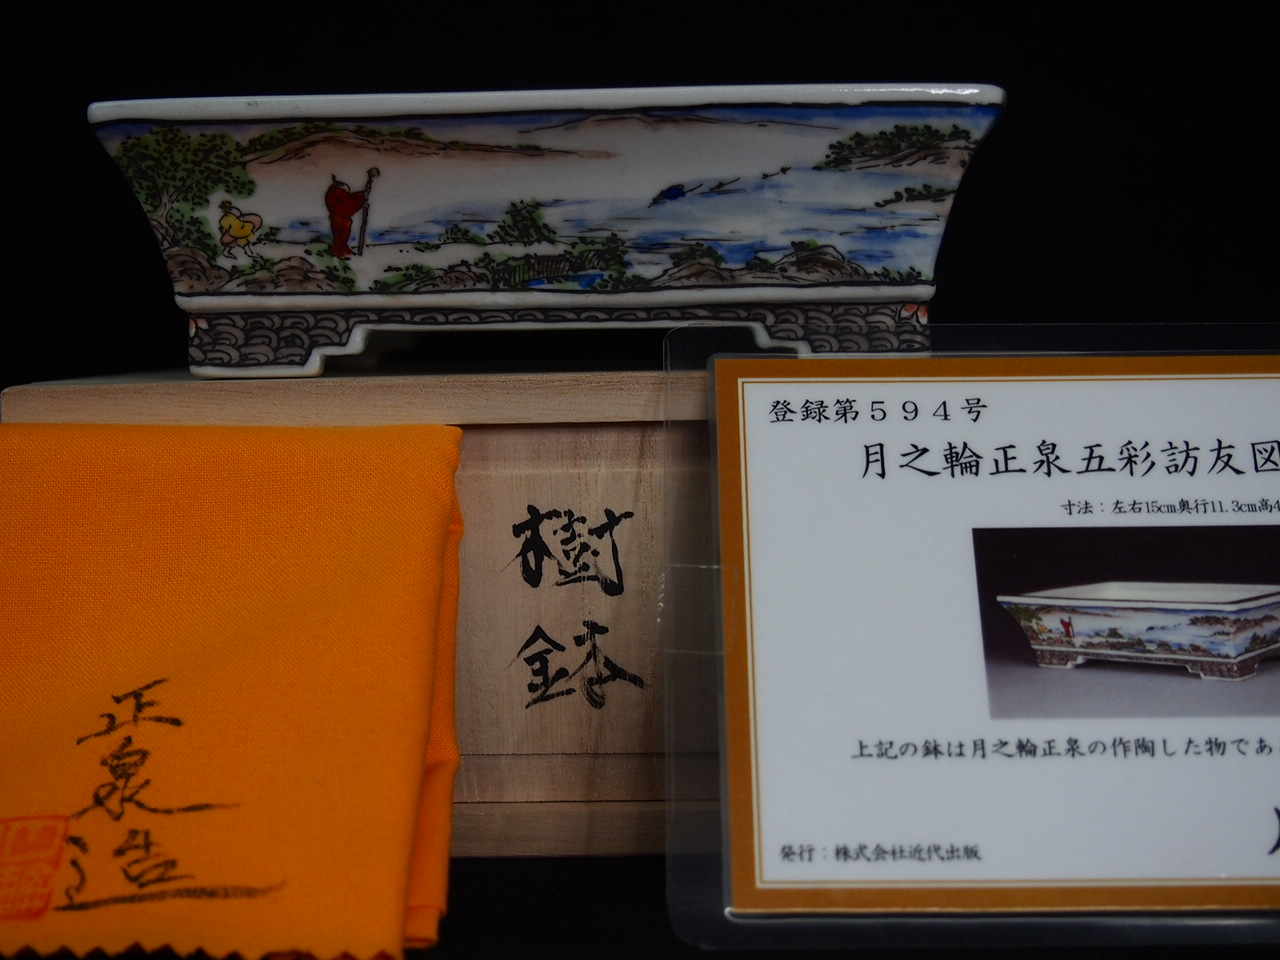 登録第５９４号
月之輪正泉五彩訪友図
寸法：左右15cm奥行11.3cm高4
上記の鉢は月之輪正泉の作陶した物であ
発行：株式会社近代出版
樹
鉢
正
泉
造